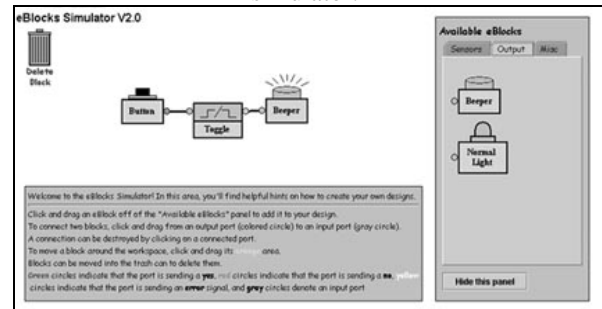 eBlocks Simulator V2.0
Delete
Block
Button
Toggle
Beeper
Welcome to the eBlocks Simulator! In this area, you'll find helpful hints on how to create your own designs.
Click and drag an eBlock off of the "Available eBlocks" panel to add it to your design.
To connect two blocks, click and drag from an output port (colored circle) to an input port (gray circle).
A connection can be destroyed by clicking on a connected port.
To move a block around the workspace, click and drag its area.
Blocks can be moved into the trash can to delete them.
Green circles indicate that the port is sending a yes, red circles indicate that the port is sending a no, yellow
circles indicate that the port is sending an error signal, and grey circles denote an input port
Available eBlocks
Sensors Output Misc
Beeper
Normal
Light
Hide this panel